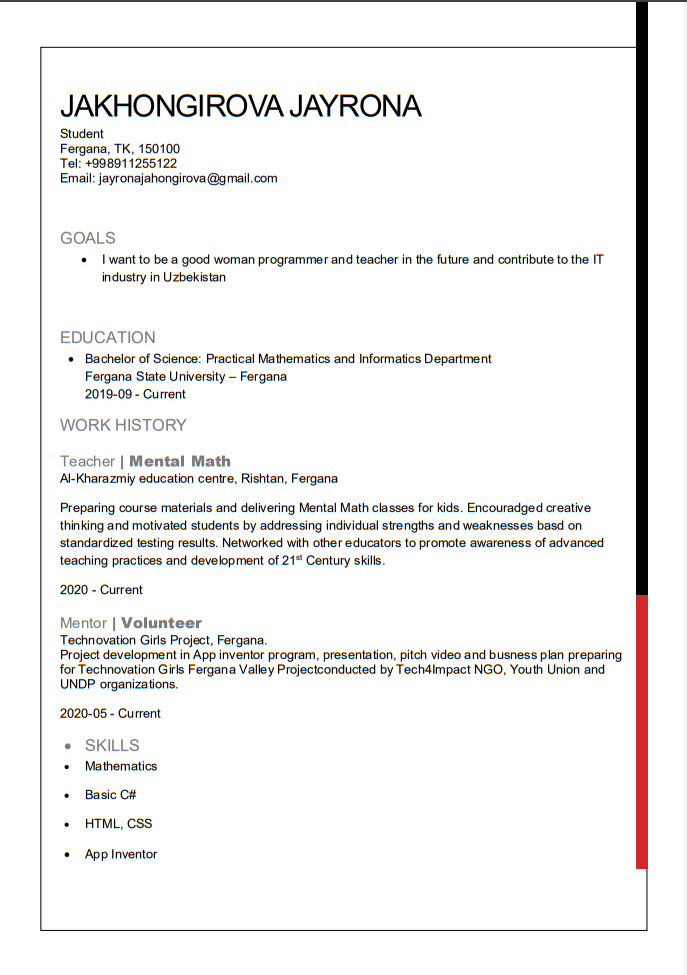 JAKHONGIROVA JAYRONA
Student
Fergana, TK, 150100
Tel: +998911255122
Email: jayronajahongirova@gmail.com
GOALS
• I want to be a good woman programmer and teacher in the future and contribute to the IT
industry in Uzbekistan
EDUCATION
• Bachelor of Science: Practical Mathematics and Informatics Department
Fergana State University – Fergana
2019-09 - Current
WORK HISTORY
Teacher | Mental Math
Al-Kharazmiy education centre, Rishtan, Fergana
Preparing course materials and delivering Mental Math classes for kids. Encouradged creative
thinking and motivated students by addressing individual strengths and weaknesses basd on
standardized testing results. Networked with other educators to promote awareness of advanced
teaching practices and development of 21st Century skills.
2020 - Current
Mentor | Volunteer
Technovation Girls Project, Fergana.
Project development in App inventor program, presentation, pitch video and busness plan preparing
for Technovation Girls Fergana Valley Projectconducted by Tech4Impact NGO, Youth Union and
UNDP organizations.
2020-05 - Current
• SKILLS
• Mathematics
• Basic C#
• HTML, CSS
• App Inventor